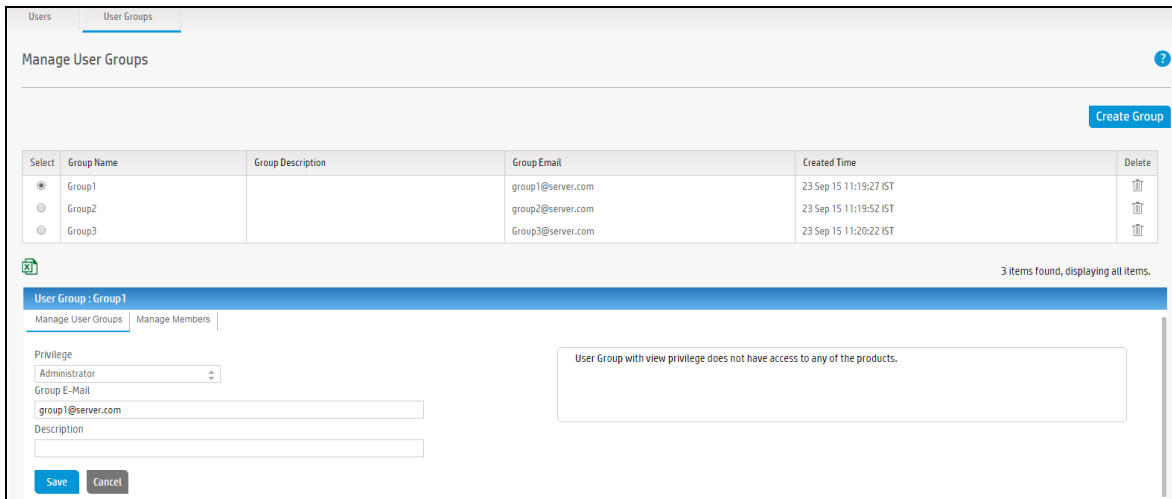 Users User Groups
Manage User Groups
?
Create Group
Select Group Name Group Description Group Email Created Time Delete
Group1 group1@server.com 23 Sep 15 11:19:27 IST
Group2 group2@server.com 23 Sep 15 11:19:52 IST
Group3 Group3@server.com 23 Sep 15 11:20:22 IST
3 items found, displaying all items.
User Group : Group1
Manage User Groups Manage Members
Privilege
User Group with view privilege does not have access to any of the products.
Administrator
Group E-Mail
group1@server.com
Description
Save Cancel